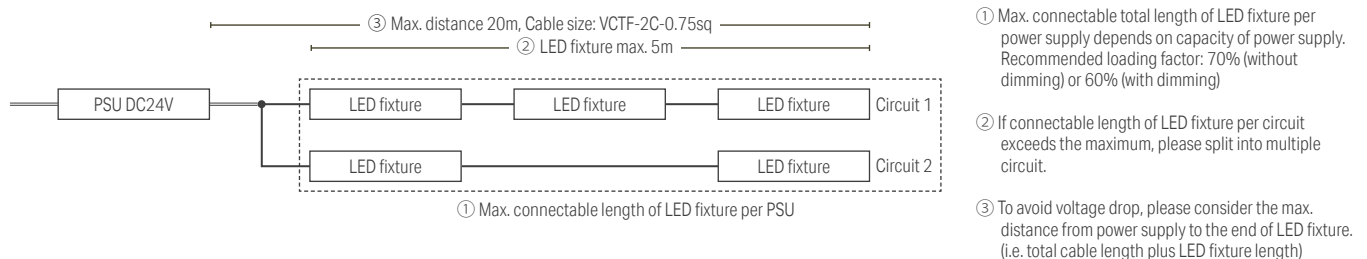 ③ Max. distance 20m, Cable size: VCTF-2C-0.75sq
② LED fixture max. 5m
PSU DC24V
LED fixture
LED fixture
LED fixture
Circuit 1
LED fixture
LED fixture
Circuit 2
① Max. connectable length of LED fixture per PSU
① Max. connectable total length of LED fixture per
power supply depends on capacity of power supply.
Recommended loading factor: 70% (without
dimming) or 60% (with dimming)
② If connectable length of LED fixture per circuit
exceeds the maximum, please split into multiple
circuit.
③ To avoid voltage drop, please consider the max.
distance from power supply to the end of LED fixture.
(i.e. total cable length plus LED fixture length)